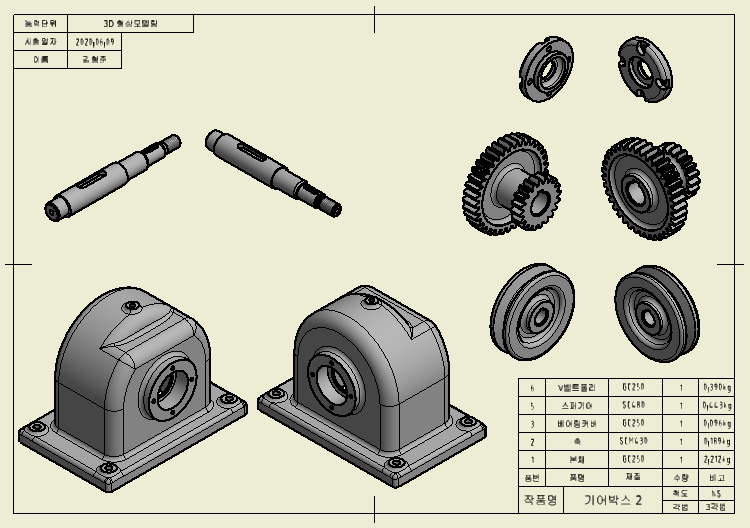 능력단위 3D 형상모델링
시험일자 2020,06,09
이름 김형준
6 V벨트풀리 GC250 1 0,390kg
5 스퍼기어 SC480 1 0,443kg
3 베어링커버 GC250 1 0,096kg
2 축 SCM430 1 0,189kg
1 본체 GC250 1 2,212kg
품번 품명 재질 수량 비고
작품명 기어박스 2 척도 NS
각법 3각법